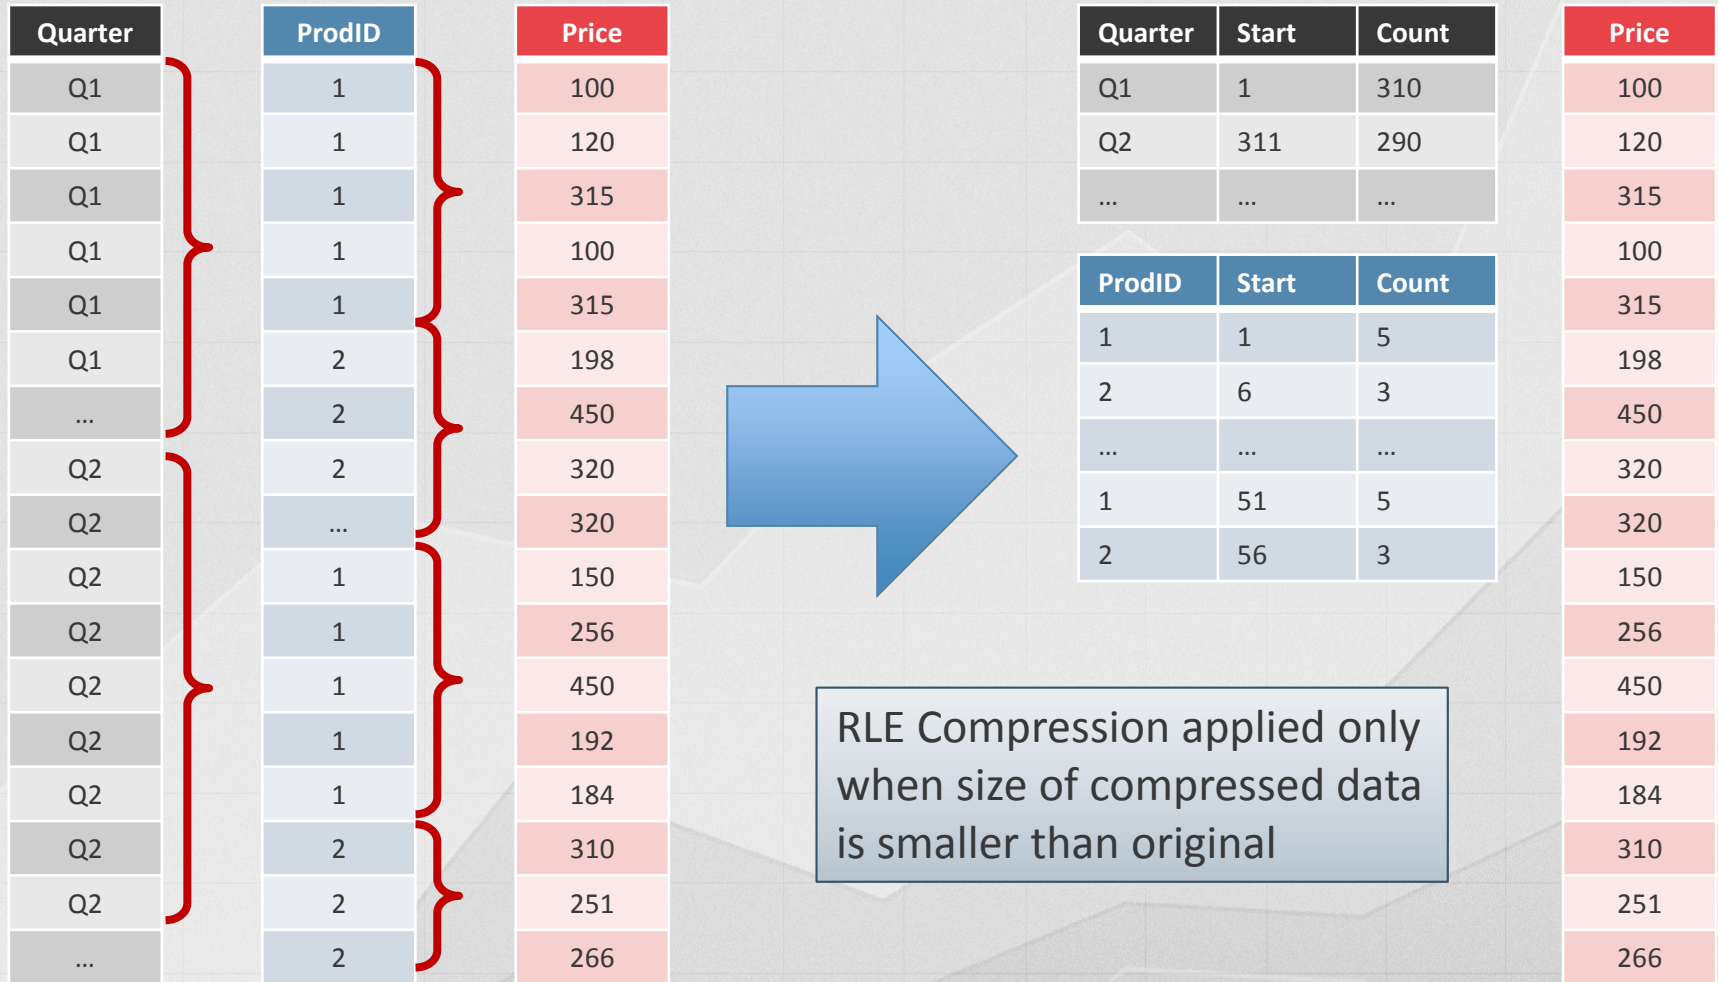 Quarter ProdID Price
Q1 1 100
Q1 1 120
Q1 1 315
Q1 1 100
Q1 1 315
Q1 2 198
... 2 450
Q2 2 320
Q2 ... 320
Q2 1 150
Q2 1 256
Q2 1 450
Q2 1 192
Q2 1 184
Q2 2 310
Q2 2 251
... 2 266
Quarter Start Count
Q1 1 310
Q2 311 290
... ... ...
ProdID Start Count
1 1 5
2 6 3
... ... ...
1 51 5
2 56 3
RLE Compression applied only
when size of compressed data
is smaller than original
Price
100
120
315
100
315
198
450
320
320
150
256
450
192
184
310
251
266